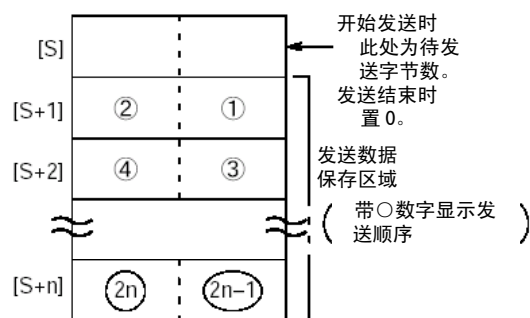 [S]
开始发送时
此处为待发
送字节数。
发送结束时
置 0。
[S+1] ② ①
[S+2] ④ ③
发送数据
保存区域
带○数字显示发
送顺序
[S+n] 2n 2n–1